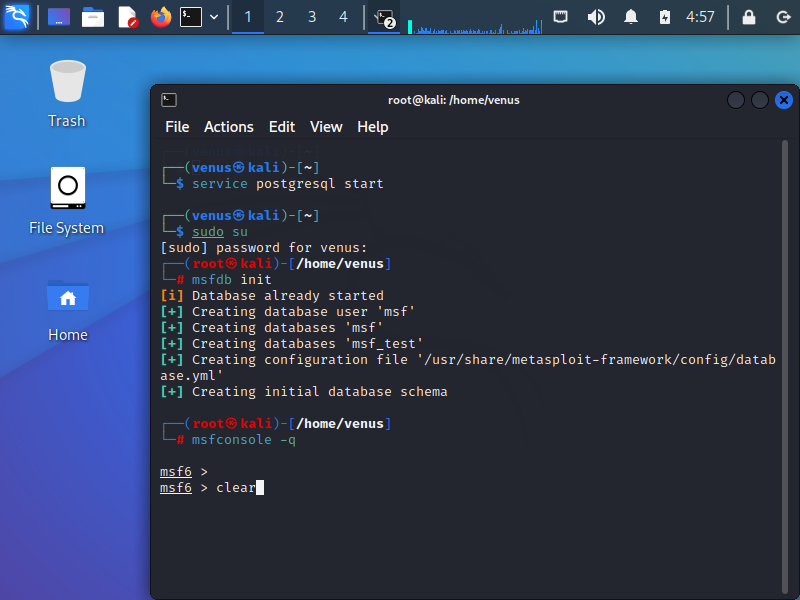 1 2 3 4 2 4:57
Trash
File System
Home
root@kali: /home/venus
File Actions Edit View Help
┌──(venus㉿kali)-[~]
└─$ service postgresql start
┌──(venus㉿kali)-[~]
└─$ sudo su
[sudo] password for venus:
┌──(root㉿kali)-[/home/venus]
└─# msfdb init
[i] Database already started
[+] Creating database user 'msf'
[+] Creating databases 'msf'
[+] Creating databases 'msf_test'
[+] Creating configuration file '/usr/share/metasploit-framework/config/datab
ase.yml'
[+] Creating initial database schema
┌──(root㉿kali)-[/home/venus]
└─# msfconsole -q
msf6 >
msf6 > clear